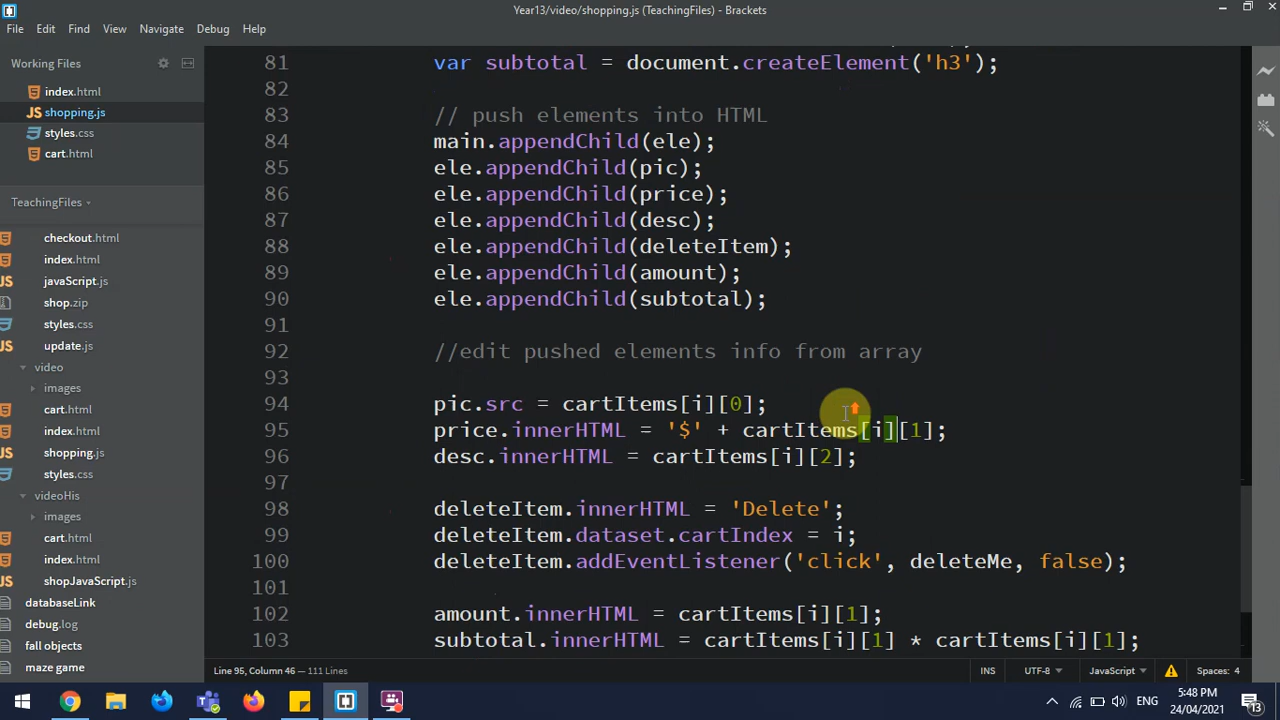 Year13/video/shopping.js (TeachingFiles) - Brackets
File Edit Find View Navigate Debug Help
Working Files
index.html
JS shopping.js
styles.css
cart.html
TeachingFiles
checkout.html
index.html
JS javaScript.js
shop.zip
styles.css
JS update.js
video
images
cart.html
index.html
JS shopping.js
styles.css
videoHis
images
cart.html
index.html
JS shopJavaScript.js
databaseLink
debug.log
fall objects
maze game
81 var subtotal = document.createElement('h3');
82
83 // push elements into HTML
84 main.appendChild(ele);
85 ele.appendChild(pic);
86 ele.appendChild(price);
87 ele.appendChild(desc);
88 ele.appendChild(deleteItem);
89 ele.appendChild(amount);
90 ele.appendChild(subtotal);
91
92 //edit pushed elements info from array
93
94 pic.src = cartItems[i][0];
95 price.innerHTML = '$' + cartItems[i][1];
96 desc.innerHTML = cartItems[i][2];
97
98 deleteItem.innerHTML = 'Delete';
99 deleteItem.dataset.cartIndex = i;
100 deleteItem.addEventListener('click', deleteMe, false);
101
102 amount.innerHTML = cartItems[i][1];
103 subtotal.innerHTML = cartItems[i][1] * cartItems[i][1];
Line 95, Column 46 — 111 Lines
INS UTF-8 JavaScript Spaces: 4
ENG
5:48 PM
24/04/2021
13